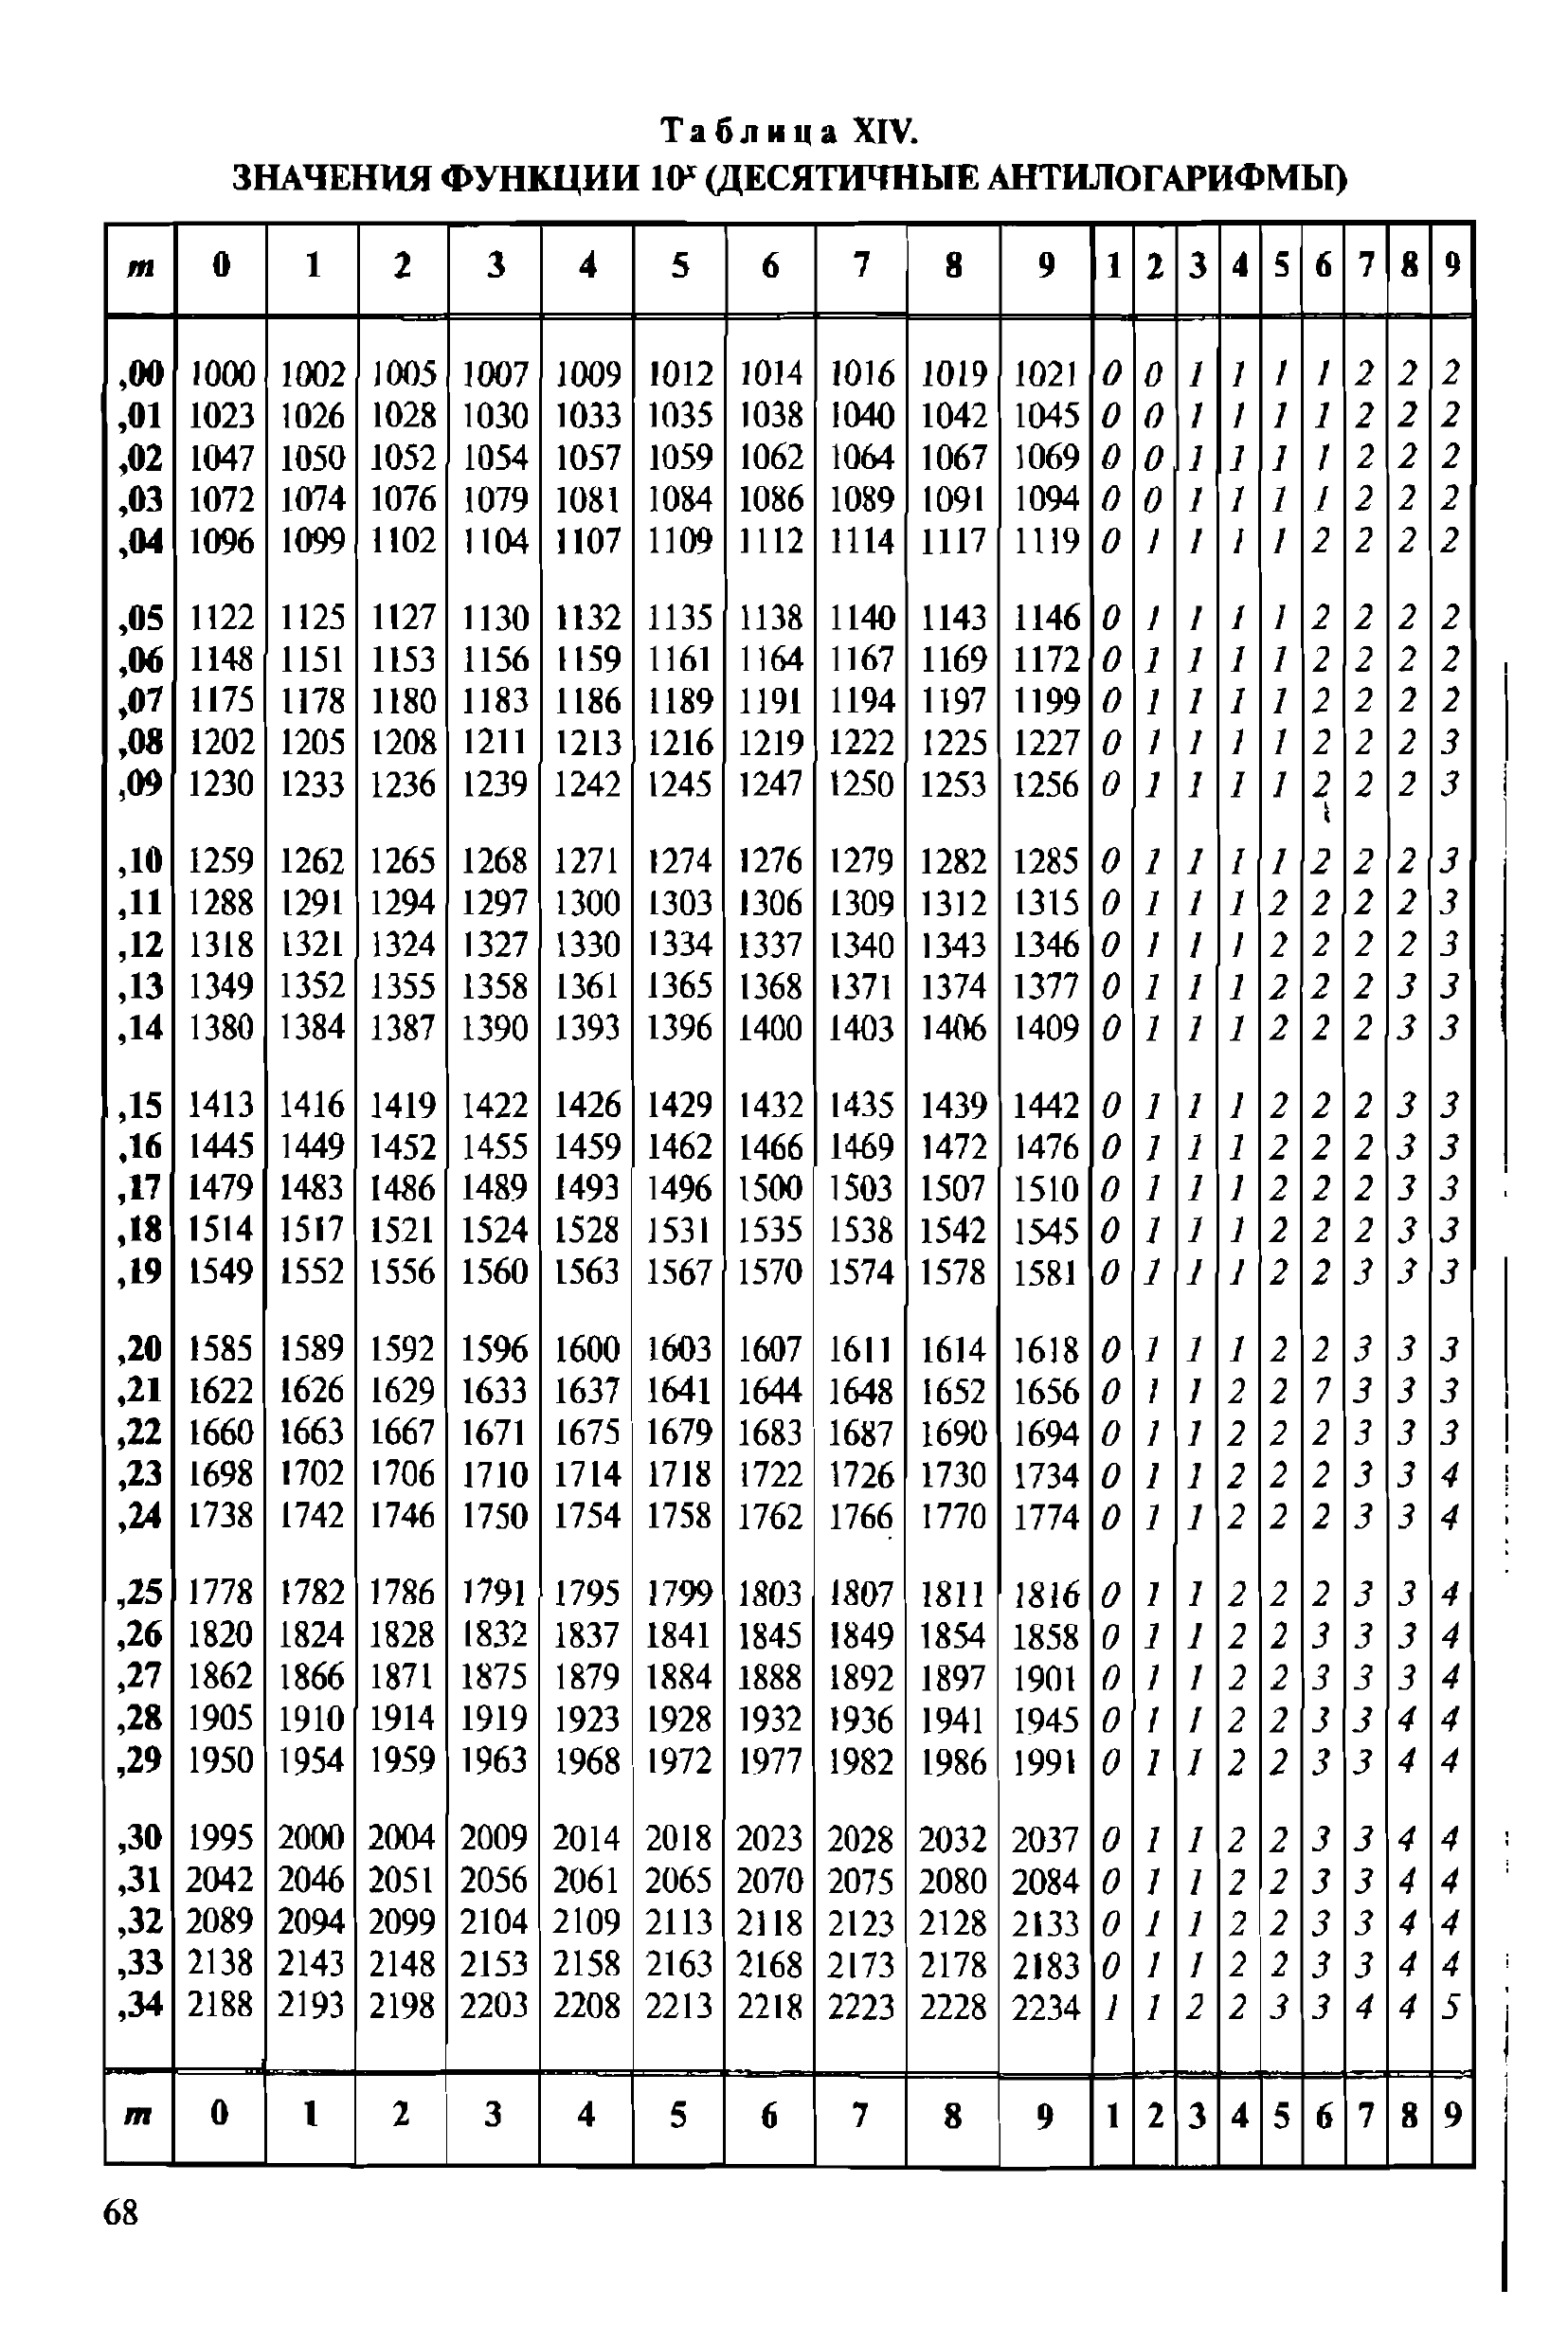 Таблица XIV.
ЗНАЧЕНИЯ ФУНКЦИИ 10ˣ (ДЕСЯТИЧНЫЕ АНТИЛОГАРИФМЫ)
m 0 1 2 3 4 5 6 7 8 9 1 2 3 4 5 6 7 8 9
,00 1000 1002 1005 1007 1009 1012 1014 1016 1019 1021 0 0 1 1 1 1 2 2 2
,01 1023 1026 1028 1030 1033 1035 1038 1040 1042 1045 0 0 1 1 1 1 2 2 2
,02 1047 1050 1052 1054 1057 1059 1062 1064 1067 1069 0 0 1 1 1 1 2 2 2
,03 1072 1074 1076 1079 1081 1084 1086 1089 1091 1094 0 0 1 1 1 1 2 2 2
,04 1096 1099 1102 1104 1107 1109 1112 1114 1117 1119 0 1 1 1 1 2 2 2 2
,05 1122 1125 1127 1130 1132 1135 1138 1140 1143 1146 0 1 1 1 1 2 2 2 2
,06 1148 1151 1153 1156 1159 1161 1164 1167 1169 1172 0 1 1 1 1 2 2 2 2
,07 1175 1178 1180 1183 1186 1189 1191 1194 1197 1199 0 1 1 1 1 2 2 2 2
,08 1202 1205 1208 1211 1213 1216 1219 1222 1225 1227 0 1 1 1 1 2 2 2 3
,09 1230 1233 1236 1239 1242 1245 1247 1250 1253 1256 0 1 1 1 1 2 2 2 3
,10 1259 1262 1265 1268 1271 1274 1276 1279 1282 1285 0 1 1 1 1 2 2 2 3
,11 1288 1291 1294 1297 1300 1303 1306 1309 1312 1315 0 1 1 1 2 2 2 2 3
,12 1318 1321 1324 1327 1330 1334 1337 1340 1343 1346 0 1 1 1 2 2 2 2 3
,13 1349 1352 1355 1358 1361 1365 1368 1371 1374 1377 0 1 1 1 2 2 2 3 3
,14 1380 1384 1387 1390 1393 1396 1400 1403 1406 1409 0 1 1 1 2 2 2 3 3
,15 1413 1416 1419 1422 1426 1429 1432 1435 1439 1442 0 1 1 1 2 2 2 3 3
,16 1445 1449 1452 1455 1459 1462 1466 1469 1472 1476 0 1 1 1 2 2 2 3 3
,17 1479 1483 1486 1489 1493 1496 1500 1503 1507 1510 0 1 1 1 2 2 2 3 3
,18 1514 1517 1521 1524 1528 1531 1535 1538 1542 1545 0 1 1 1 2 2 2 3 3
,19 1549 1552 1556 1560 1563 1567 1570 1574 1578 1581 0 1 1 1 2 2 3 3 3
,20 1585 1589 1592 1596 1600 1603 1607 1611 1614 1618 0 1 1 1 2 2 3 3 3
,21 1622 1626 1629 1633 1637 1641 1644 1648 1652 1656 0 1 1 2 2 7 3 3 3
,22 1660 1663 1667 1671 1675 1679 1683 1687 1690 1694 0 1 1 2 2 2 3 3 3
,23 1698 1702 1706 1710 1714 1718 1722 1726 1730 1734 0 1 1 2 2 2 3 3 4
,24 1738 1742 1746 1750 1754 1758 1762 1766 1770 1774 0 1 1 2 2 2 3 3 4
,25 1778 1782 1786 1791 1795 1799 1803 1807 1811 1816 0 1 1 2 2 2 3 3 4
,26 1820 1824 1828 1832 1837 1841 1845 1849 1854 1858 0 1 1 2 2 3 3 3 4
,27 1862 1866 1871 1875 1879 1884 1888 1892 1897 1901 0 1 1 2 2 3 3 3 4
,28 1905 1910 1914 1919 1923 1928 1932 1936 1941 1945 0 1 1 2 2 3 3 4 4
,29 1950 1954 1959 1963 1968 1972 1977 1982 1986 1991 0 1 1 2 2 3 3 4 4
,30 1995 2000 2004 2009 2014 2018 2023 2028 2032 2037 0 1 1 2 2 3 3 4 4
,31 2042 2046 2051 2056 2061 2065 2070 2075 2080 2084 0 1 1 2 2 3 3 4 4
,32 2089 2094 2099 2104 2109 2113 2118 2123 2128 2133 0 1 1 2 2 3 3 4 4
,33 2138 2143 2148 2153 2158 2163 2168 2173 2178 2183 0 1 1 2 2 3 3 4 4
,34 2188 2193 2198 2203 2208 2213 2218 2223 2228 2234 1 1 2 2 3 3 4 4 5
m 0 1 2 3 4 5 6 7 8 9 1 2 3 4 5 6 7 8 9
68